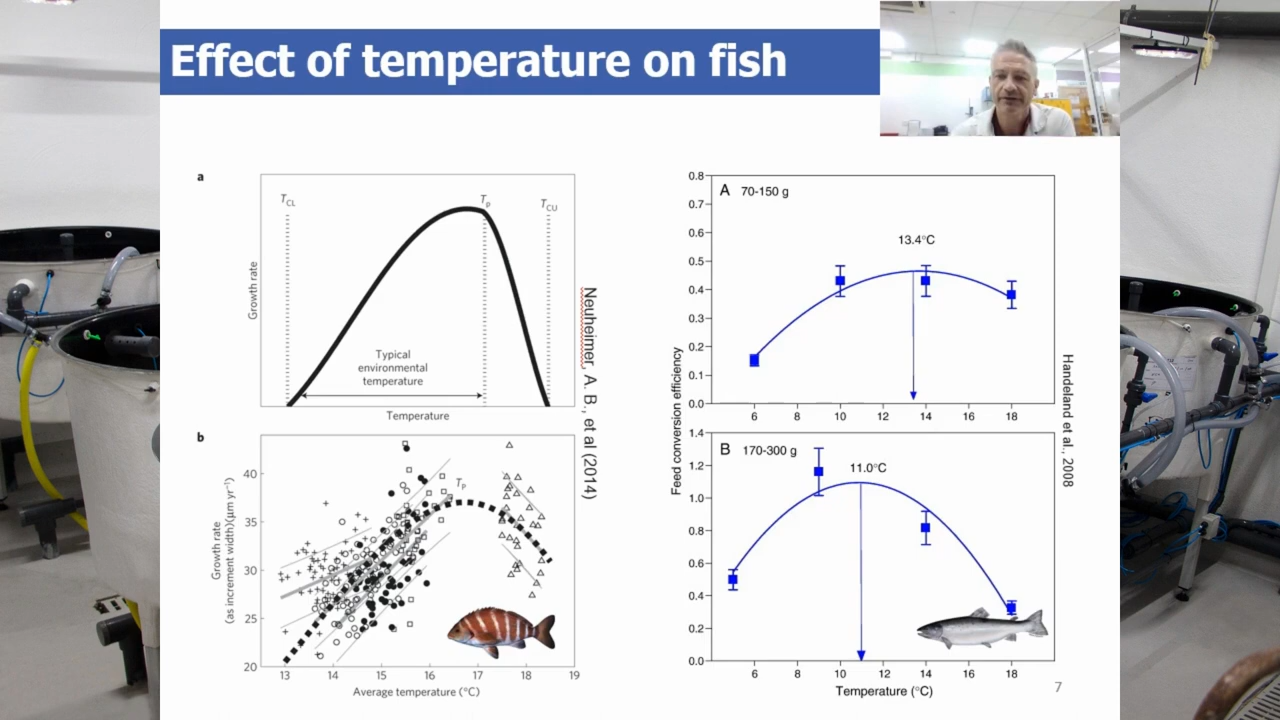 Effect of temperature on fish
a
T_CL
T_p
T_CU
Growth rate
Typical
environmental
temperature
Temperature
Neuheimer, A. B., et al (2014)
b
40
35
30
25
20
T_P
Growth rate
(as increment width)(µm yr⁻¹)
13 14 15 16 17 18 19
Average temperature (°C)
A 70-150 g
13.4°C
0.8
0.7
0.6
0.5
0.4
0.3
0.2
0.1
0.0
6 8 10 12 14 16 18
Feed conversion efficiency
Handeland et al., 2008
B 170-300 g
11.0°C
1.4
1.2
1.0
0.8
0.6
0.4
0.2
0.0
6 8 10 12 14 16 18
Temperature (°C)
7